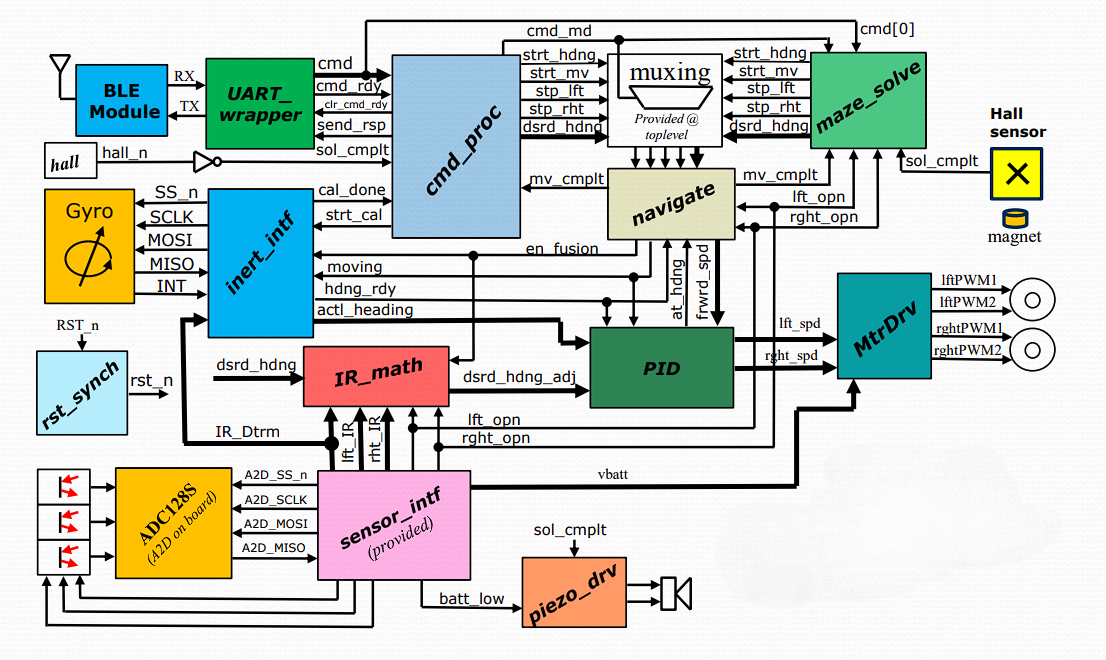 cmd_md
cmd[0]
BLE
Module
RX
TX
UART_
wrapper
cmd
cmd_rdy
clr_cmd_rdy
send_rsp
sol_cmplt
hall
hall_n
cmd_proc
strt_hdng
strt_mv
stp_lft
stp_rht
dsrd_hdng
muxing
Provided @
toplevel
strt_hdng
strt_mv
stp_lft
stp_rht
dsrd_hdng
maze_solve
Hall
sensor
sol_cmplt
magnet
mv_cmplt
navigate
mv_cmplt
lft_opn
rght_opn
Gyro
SS_n
SCLK
MOSI
MISO
INT
inert_intf
cal_done
strt_cal
en_fusion
moving
hdng_rdy
actl_heading
at_hdng
frwrd_spd
RST_n
rst_synch
rst_n
dsrd_hdng
IR_math
dsrd_hdng_adj
PID
lft_spd
rght_spd
MtrDrv
lftPWM1
lftPWM2
rghtPWM1
rghtPWM2
IR_Dtrm
lft_IR
rht_IR
lft_opn
rght_opn
vbatt
ADC128S
(A2D on board)
A2D_SS_n
A2D_SCLK
A2D_MOSI
A2D_MISO
sensor_intf
(provided)
batt_low
sol_cmplt
piezo_drv